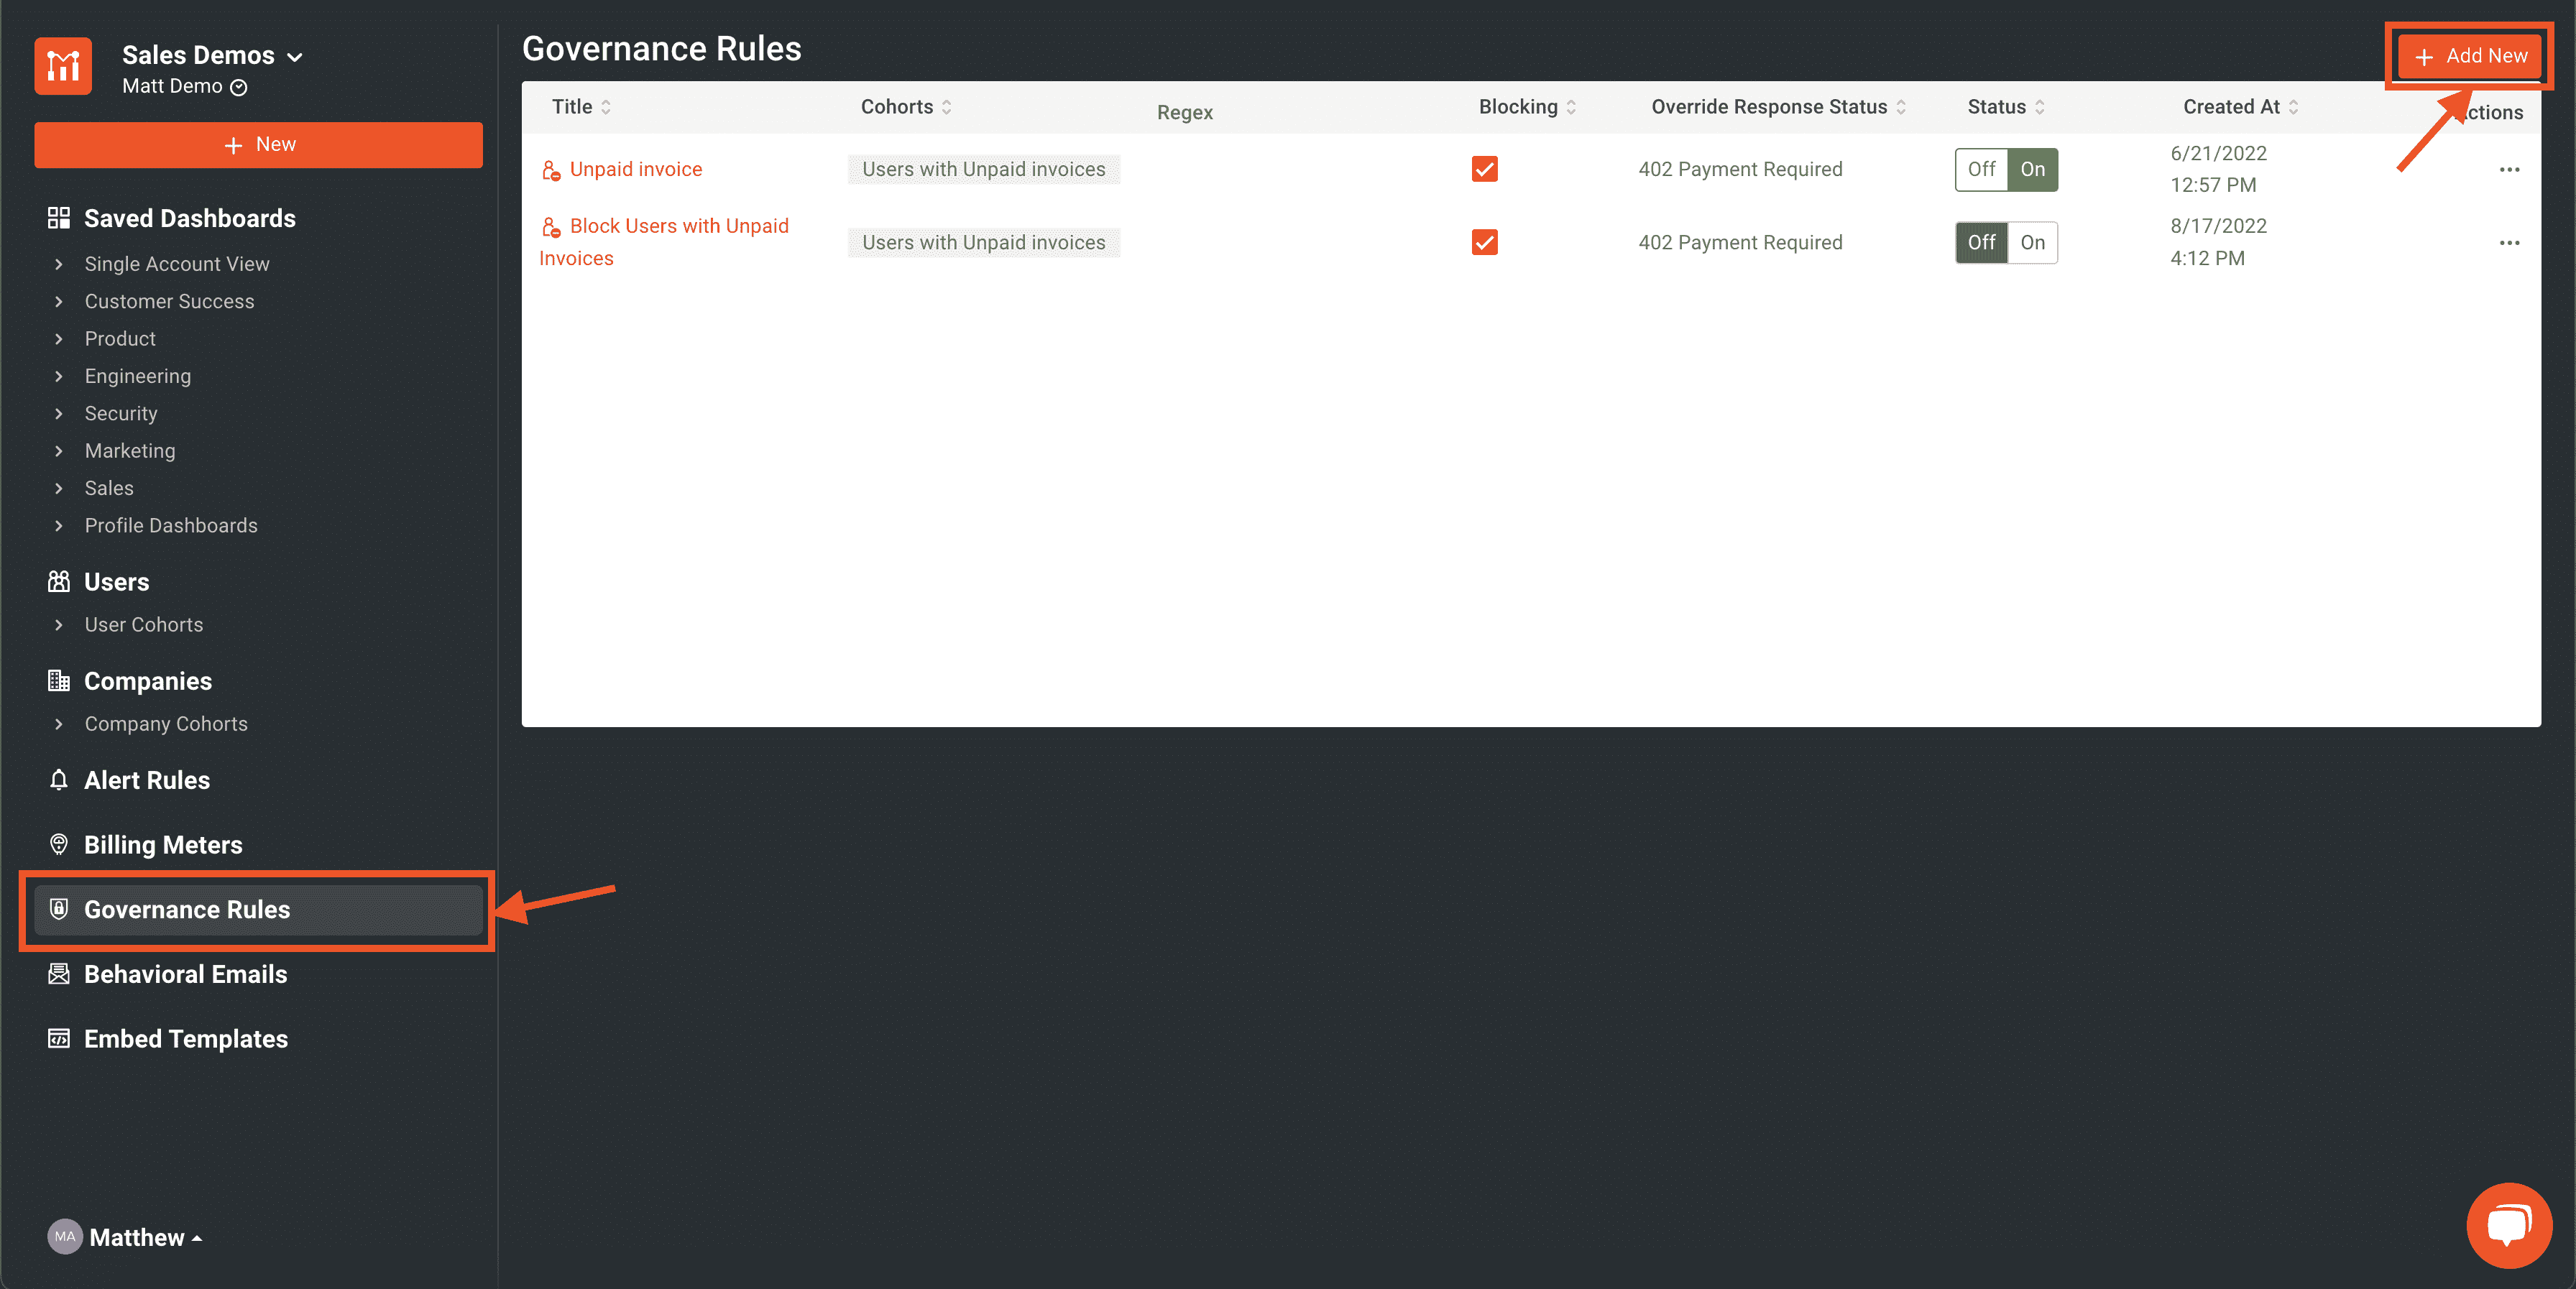 Sales Demos
Matt Demo
New
Saved Dashboards
Single Account View
Customer Success
Product
Engineering
Security
Marketing
Sales
Profile Dashboards
Users
User Cohorts
Companies
Company Cohorts
Alert Rules
Billing Meters
Governance Rules
Behavioral Emails
Embed Templates
MA Matthew
Governance Rules
Add New
Title Cohorts Regex Blocking Override Response Status Status Created At ctions
Unpaid invoice Users with Unpaid invoices 402 Payment Required Off On 6/21/2022
12:57 PM
Block Users with Unpaid Users with Unpaid invoices 402 Payment Required Off On 8/17/2022
Invoices 4:12 PM